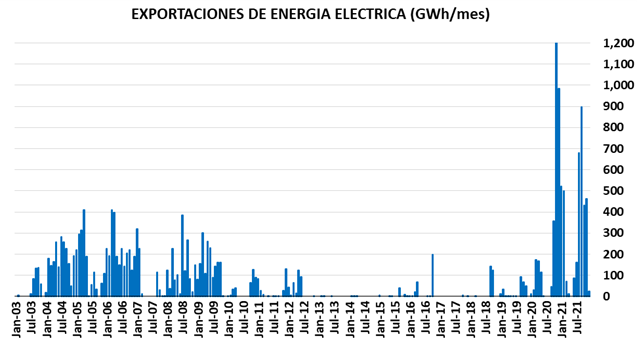 EXPORTACIONES DE ENERGIA ELECTRICA (GWh/mes)
1,200
1,100
1,000
900
800
700
600
500
400
300
200
100
0
Jan-03
Jul-03
Jan-04
Jul-04
Jan-05
Jul-05
Jan-06
Jul-06
Jan-07
Jul-07
Jan-08
Jul-08
Jan-09
Jul-09
Jan-10
Jul-10
Jan-11
Jul-11
Jan-12
Jul-12
Jan-13
Jul-13
Jan-14
Jul-14
Jan-15
Jul-15
Jan-16
Jul-16
Jan-17
Jul-17
Jan-18
Jul-18
Jan-19
Jul-19
Jan-20
Jul-20
Jan-21
Jul-21